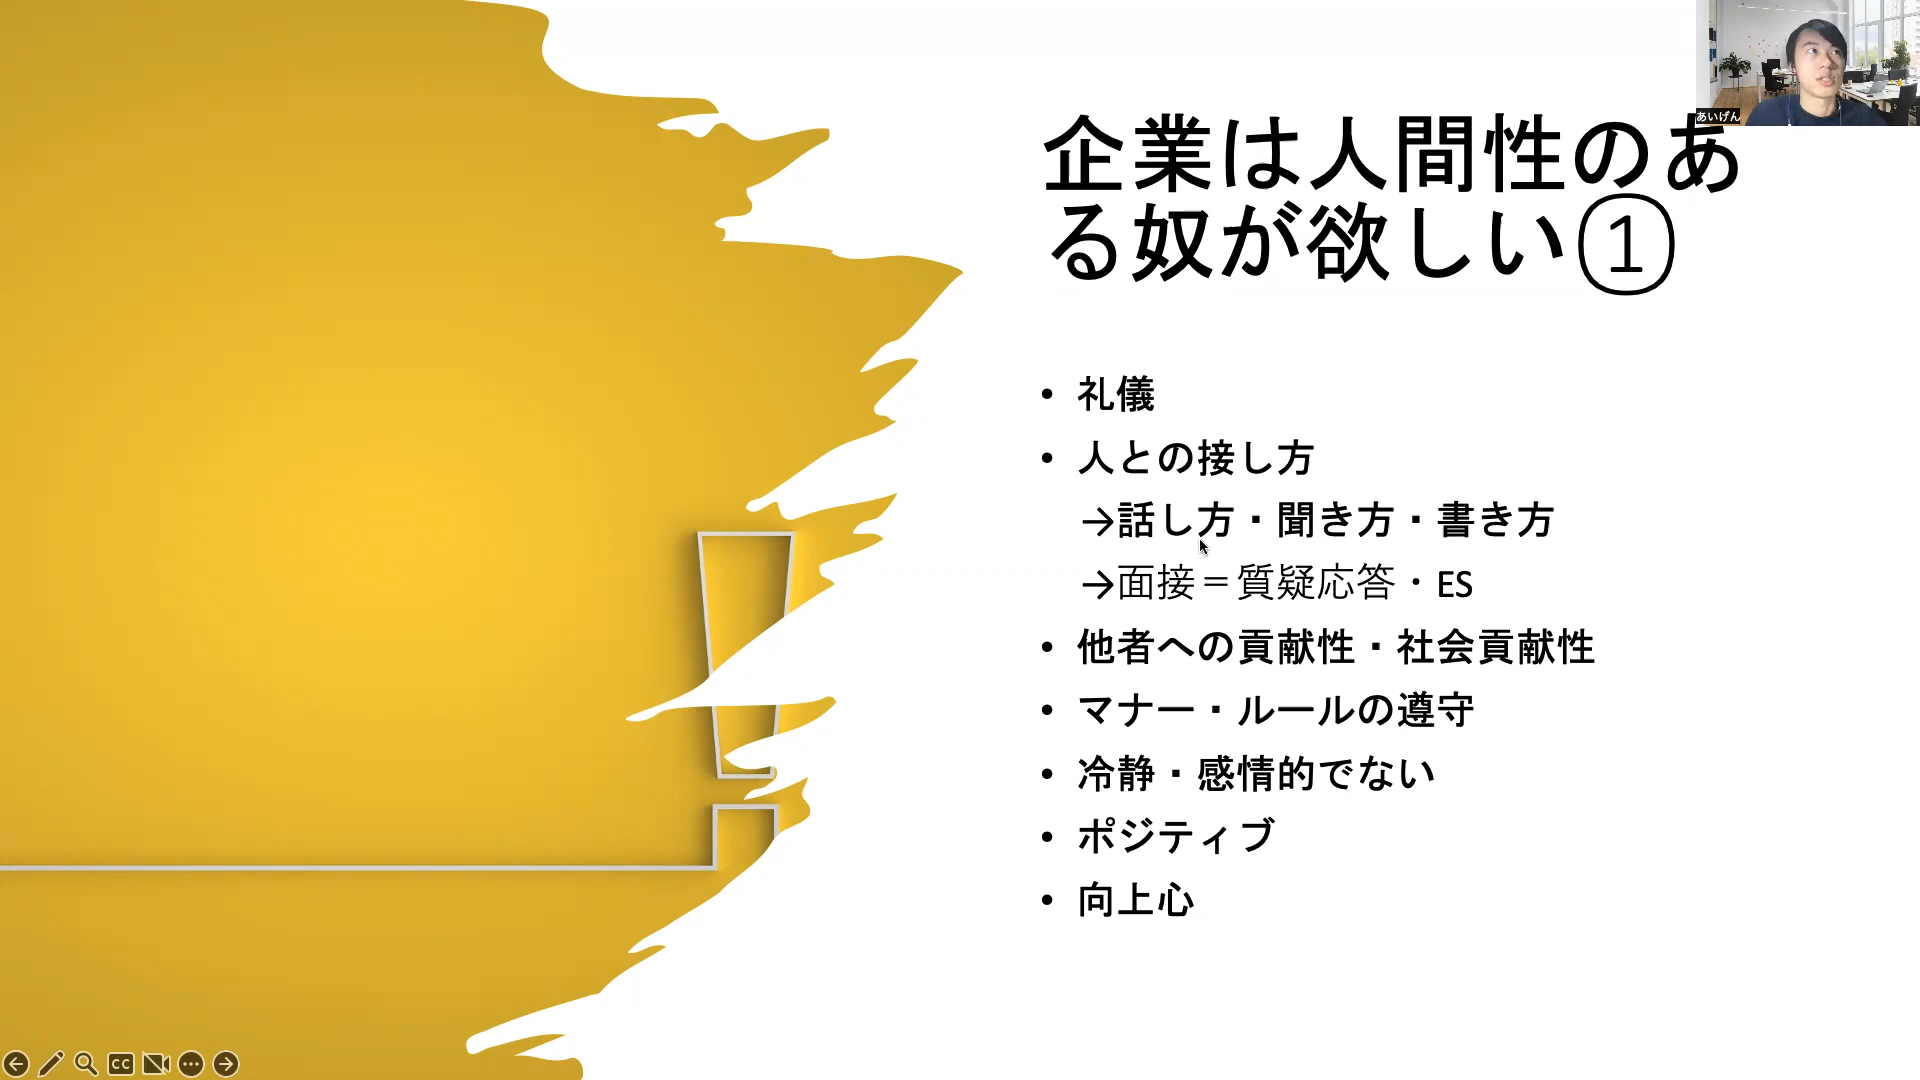 あいげん
企業は人間性のあ
る奴が欲しい①
• 礼儀
• 人との接し方
→話し方・聞き方・書き方
→面接＝質疑応答・ES
• 他者への貢献性・社会貢献性
• マナー・ルールの遵守
• 冷静・感情的でない
• ポジティブ
• 向上心
CC